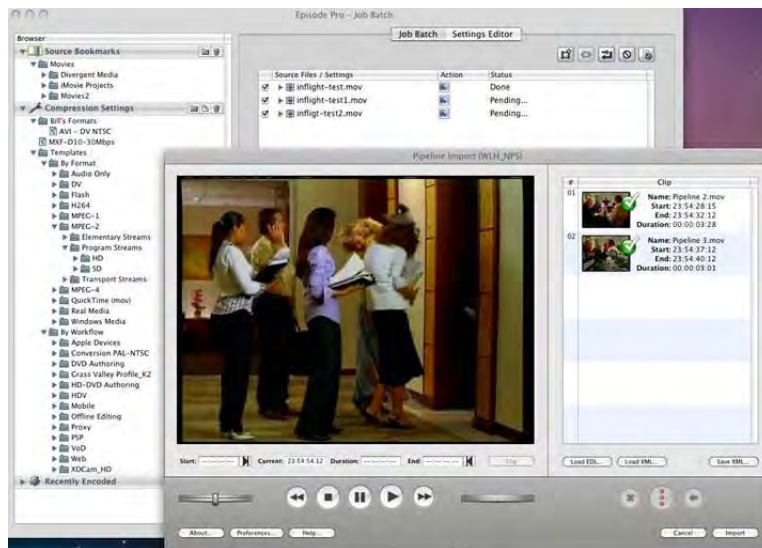 Episode Pro - Job Batch
Job Batch Settings Editor
Browser
Source Bookmarks
Movies
Divergent Media
iMovie Projects
Movies2
Compression Settings
Bill's Formats
AVI - DV NTSC
MXF-D10-30Mbps
Templates
By Format
Audio Only
DV
Flash
H264
MPEG-1
MPEG-2
Elementary Streams
Program Streams
HD
SD
Transport Streams
MPEG-4
QuickTime (mov)
Real Media
Windows Media
By Workflow
Apple Devices
Conversion PAL-NTSC
DVD Authoring
Grass Valley Profile_K2
HD-DVD Authoring
HDV
Mobile
Offline Editing
Proxy
PSP
VoD
Web
XDCam_HD
Recently Encoded
Source Files / Settings Action Status
inflight-test.mov Done
inflight-test1.mov Pending...
infligt-test2.mov Pending...
Pipeline Import (WLH_NPS)
# Clip
01
Name: Pipeline 2.mov
Start: 23:54:28:15
End: 23:54:32:12
Duration: 00:00:03:28
02
Name: Pipeline 3.mov
Start: 23:54:37:12
End: 23:54:40:12
Duration: 00:00:03:01
Start: --:--:--:-- Current: 23:54:54:12 Duration: --:--:--:-- End: --:--:--:-- Log
Load EDL... Load XML... Save XML...
About... Preferences... Help...
Cancel Import